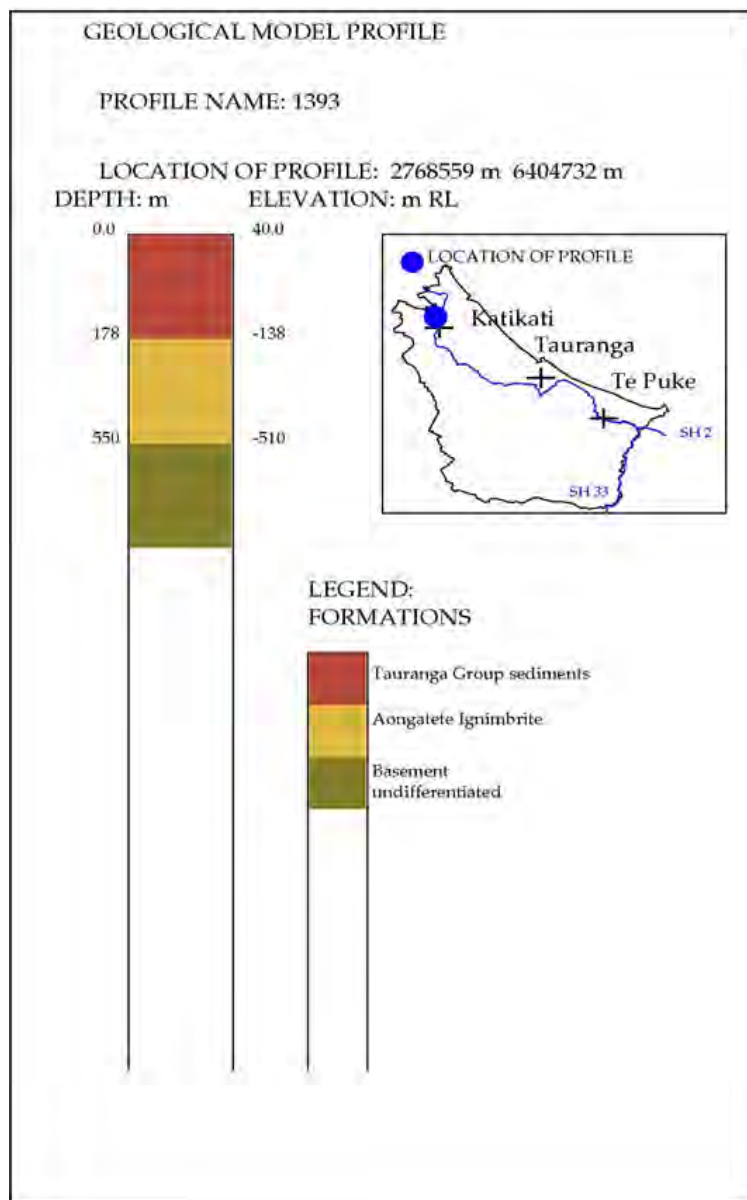 GEOLOGICAL MODEL PROFILE
PROFILE NAME: 1393
LOCATION OF PROFILE: 2768559 m 6404732 m
DEPTH: m ELEVATION: m RL
0.0 40.0
178 -138
550 -510
LOCATION OF PROFILE
Katikati
Tauranga
Te Puke
SH 2
SH 33
LEGEND:
FORMATIONS
Tauranga Group sediments
Aongatete Ignimbrite
Basement
undifferentiated